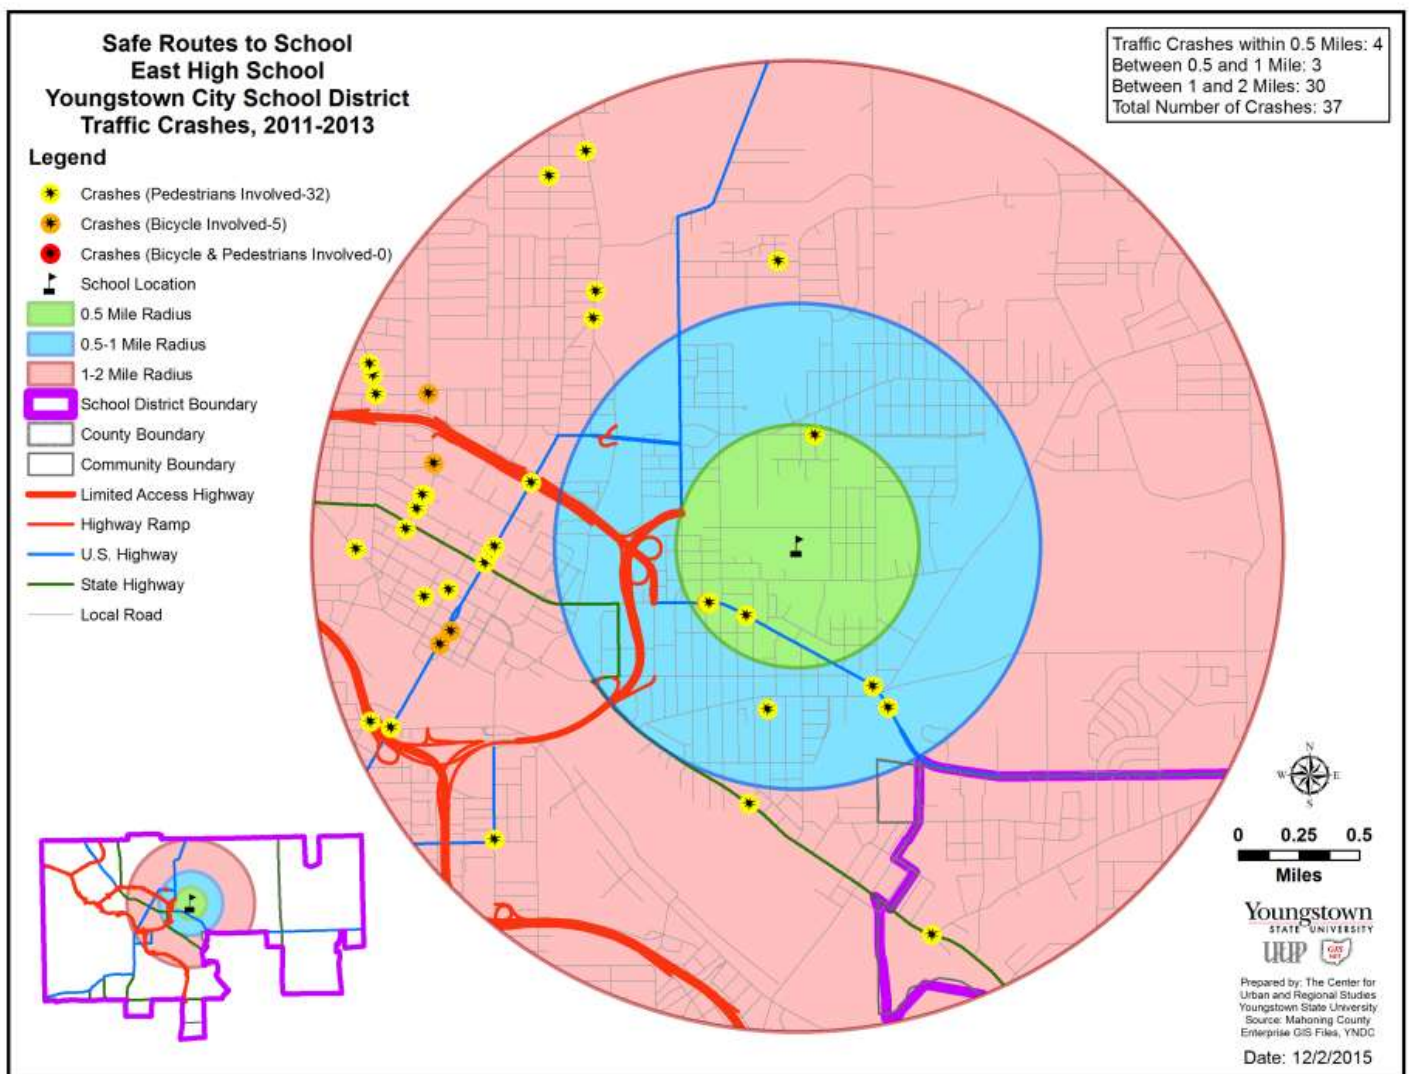 Safe Routes to School
East High School
Youngstown City School District
Traffic Crashes, 2011-2013
Legend
Crashes (Pedestrians Involved-32)
Crashes (Bicycle Involved-5)
Crashes (Bicycle & Pedestrians Involved-0)
School Location
0.5 Mile Radius
0.5-1 Mile Radius
1-2 Mile Radius
School District Boundary
County Boundary
Community Boundary
Limited Access Highway
Highway Ramp
U.S. Highway
State Highway
Local Road
Traffic Crashes within 0.5 Miles: 4
Between 0.5 and 1 Mile: 3
Between 1 and 2 Miles: 30
Total Number of Crashes: 37
N
W E
S
0 0.25 0.5
Miles
Youngstown
STATE UNIVERSITY
UUP GIS
NET
Prepared by: The Center for
Urban and Regional Studies
Youngstown State University
Source: Mahoning County
Enterprise GIS Files, YNDC
Date: 12/2/2015